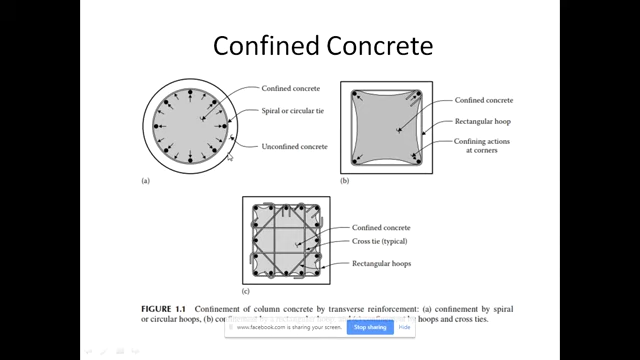 Confined Concrete
Confined concrete
Spiral or circular tie
Unconfined concrete
(a)
Confined concrete
Rectangular hoop
Confining actions
at corners
(b)
Confined concrete
Cross tie (typical)
Rectangular hoops
(c)
FIGURE 1.1 Confinement of column concrete by transverse reinforcement: (a) confinement by spiral
or circular hoops, (b) hoops and cross ties.
www.facebook.com is sharing your screen.
Stop sharing
Hide